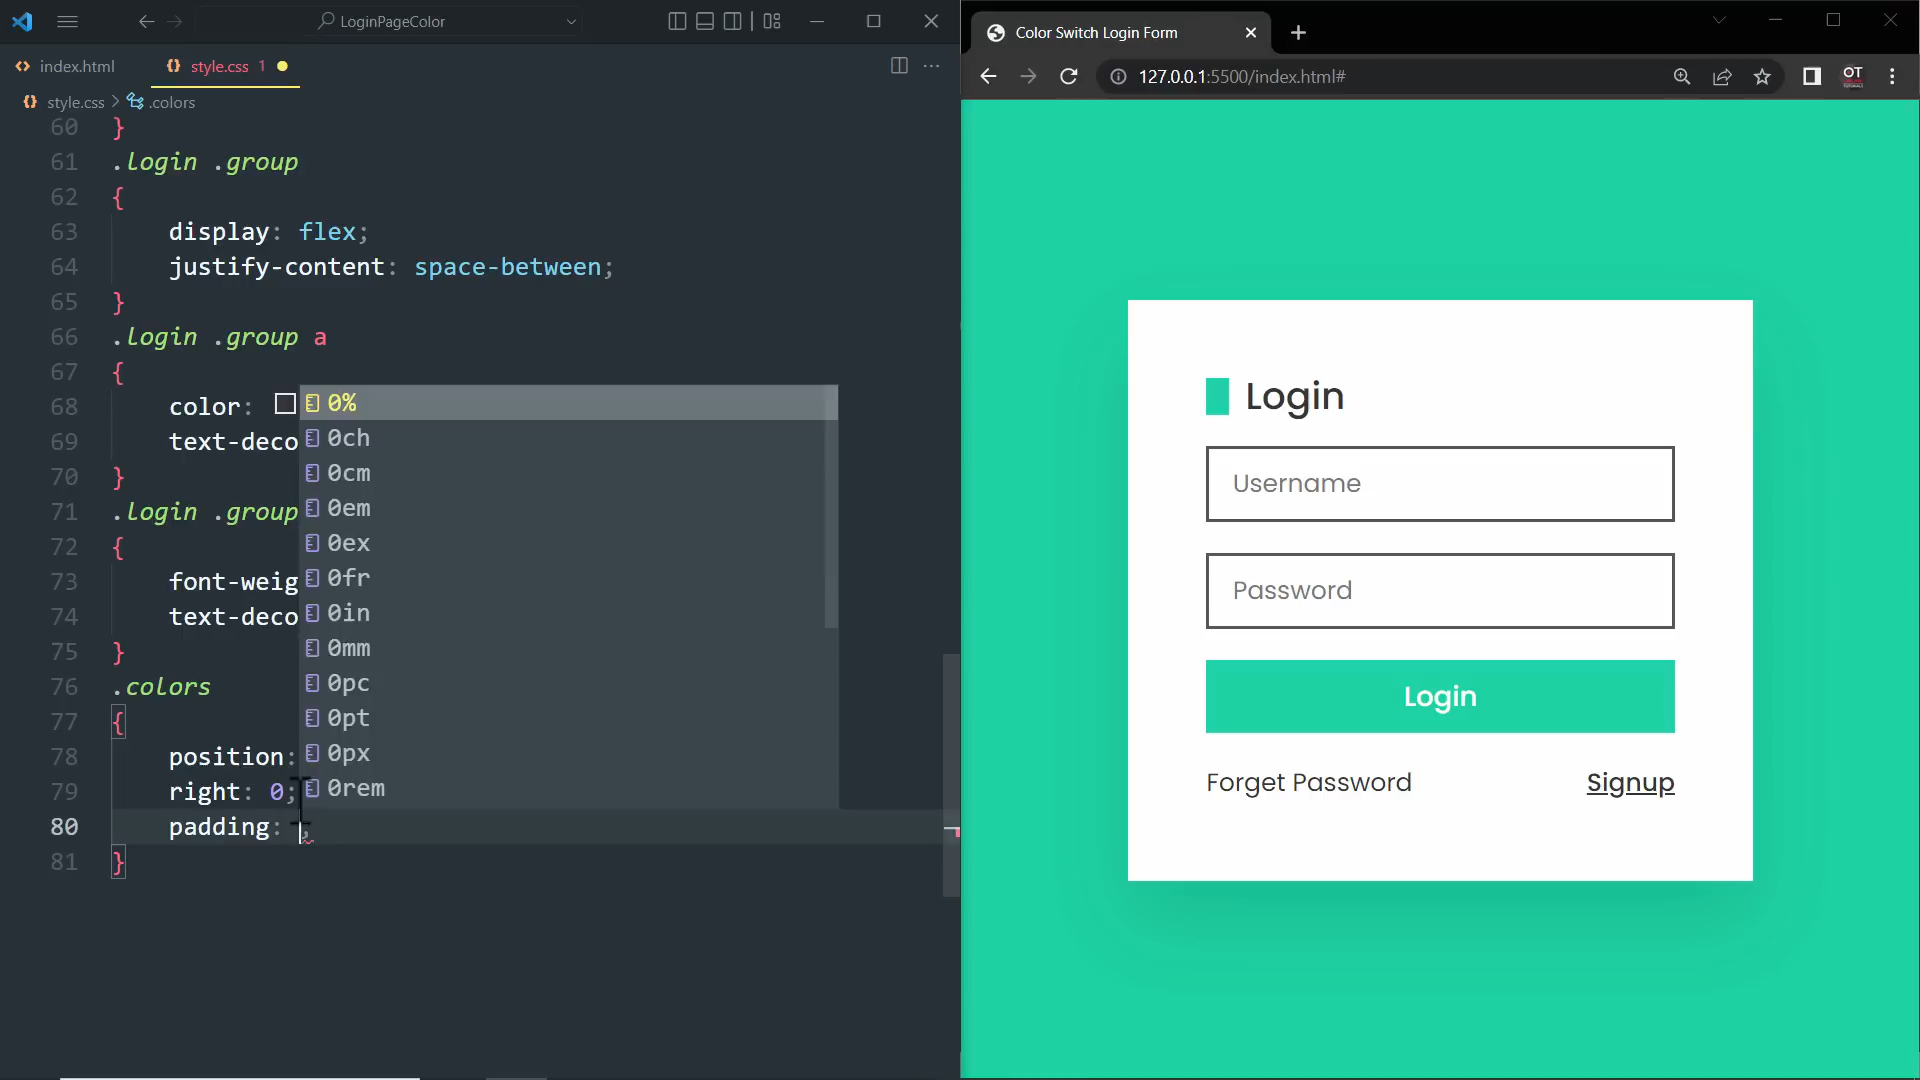 LoginPageColor
index.html
style.css 1
style.css > .colors
60 }
61 .login .group
62 {
63 display: flex;
64 justify-content: space-between;
65 }
66 .login .group a
67 {
68 color:
69 text-deco
70 }
71 .login .group
72 {
73 font-weig
74 text-deco
75 }
76 .colors
77 {
78 position:
79 right: 0;
80 padding: ;
81 }
0%
0ch
0cm
0em
0ex
0fr
0in
0mm
0pc
0pt
0px
0rem
Color Switch Login Form
127.0.0.1:5500/index.html#
OT
Login
Username
Password
Login
Forget Password
Signup